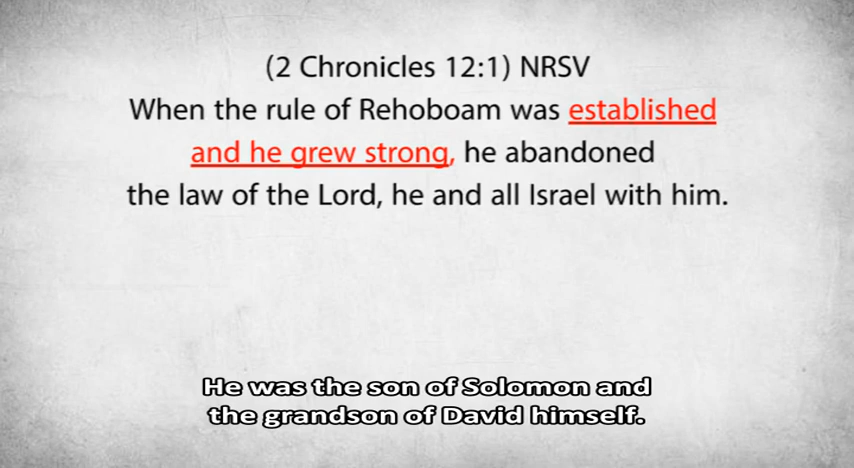 (2 Chronicles 12:1) NRSV
When the rule of Rehoboam was established
and he grew strong, he abandoned
the law of the Lord, he and all Israel with him.
He was the son of Solomon and
the grandson of David himself.